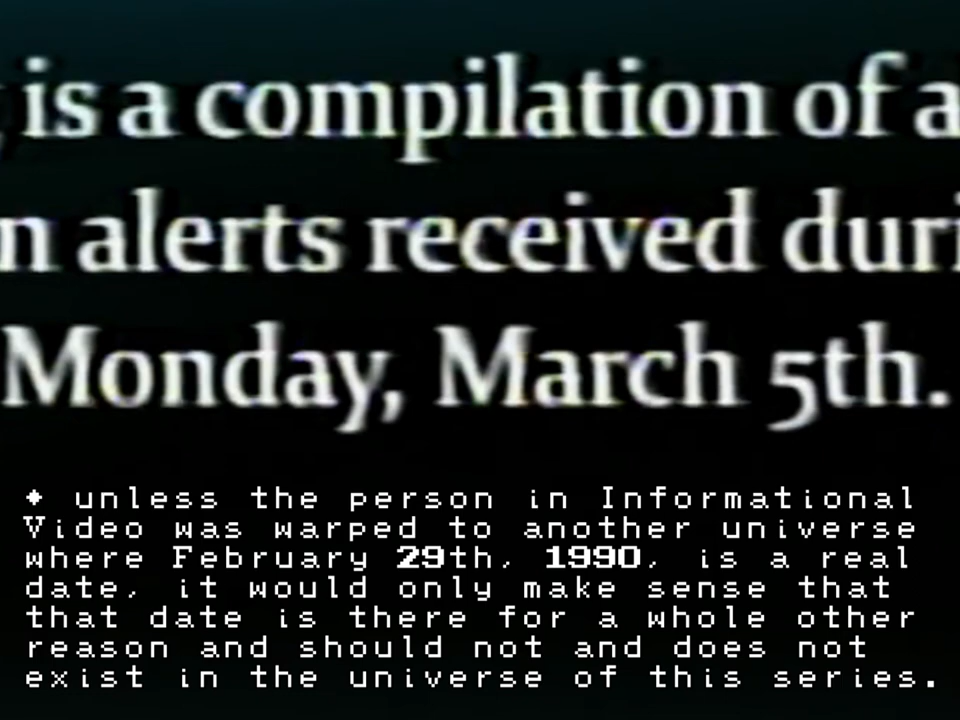 is a compilation of a
n alerts received duri
Monday, March 5th.
✦ unless the person in Informational
Video was warped to another universe
where February 29th, 1990, is a real
date, it would only make sense that
that date is there for a whole other
reason and should not and does not
exist in the universe of this series.